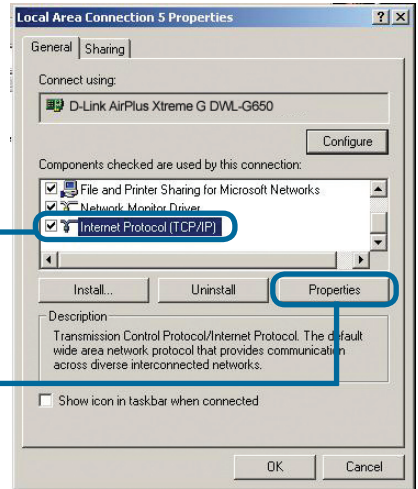 Local Area Connection 5 Properties
General
Sharing
Connect using:
D-Link AirPlus Xtreme G DWL-G650
Configure
Components checked are used by this connection:
File and Printer Sharing for Microsoft Networks
Network Monitor Driver
Internet Protocol (TCP/IP)
Install... Uninstall Properties
Description
Transmission Control Protocol/Internet Protocol. The default
wide area network protocol that provides communication
across diverse interconnected networks.
Show icon in taskbar when connected
OK Cancel